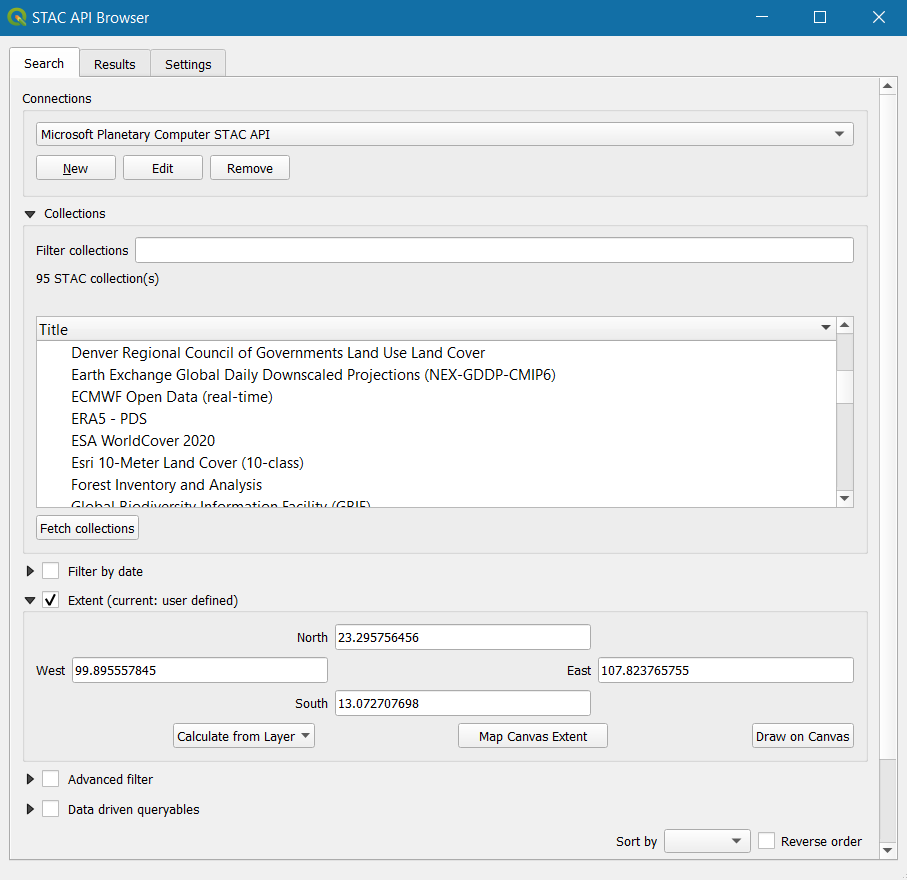 STAC API Browser
Search Results Settings
Connections
Microsoft Planetary Computer STAC API
New Edit Remove
Collections
Filter collections
95 STAC collection(s)
Title
Denver Regional Council of Governments Land Use Land Cover
Earth Exchange Global Daily Downscaled Projections (NEX-GDDP-CMIP6)
ECMWF Open Data (real-time)
ERA5 - PDS
ESA WorldCover 2020
Esri 10-Meter Land Cover (10-class)
Forest Inventory and Analysis
Global Biodiversity Information Facility (GBIF)
Fetch collections
Filter by date
Extent (current: user defined)
North 23.295756456
West 99.895557845 East 107.823765755
South 13.072707698
Calculate from Layer Map Canvas Extent Draw on Canvas
Advanced filter
Data driven queryables
Sort by Reverse order